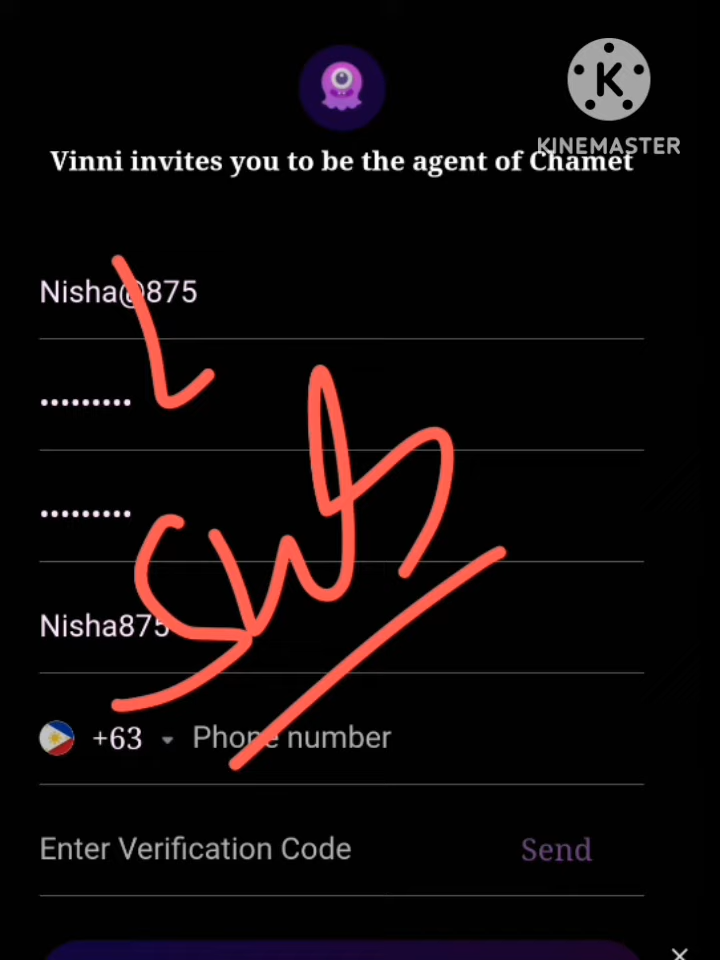 KINEMASTER
Vinni invites you to be the agent of Chamet
Nisha@875
•••••••••
•••••••••
Nisha875
+63 Phone number
Enter Verification Code Send